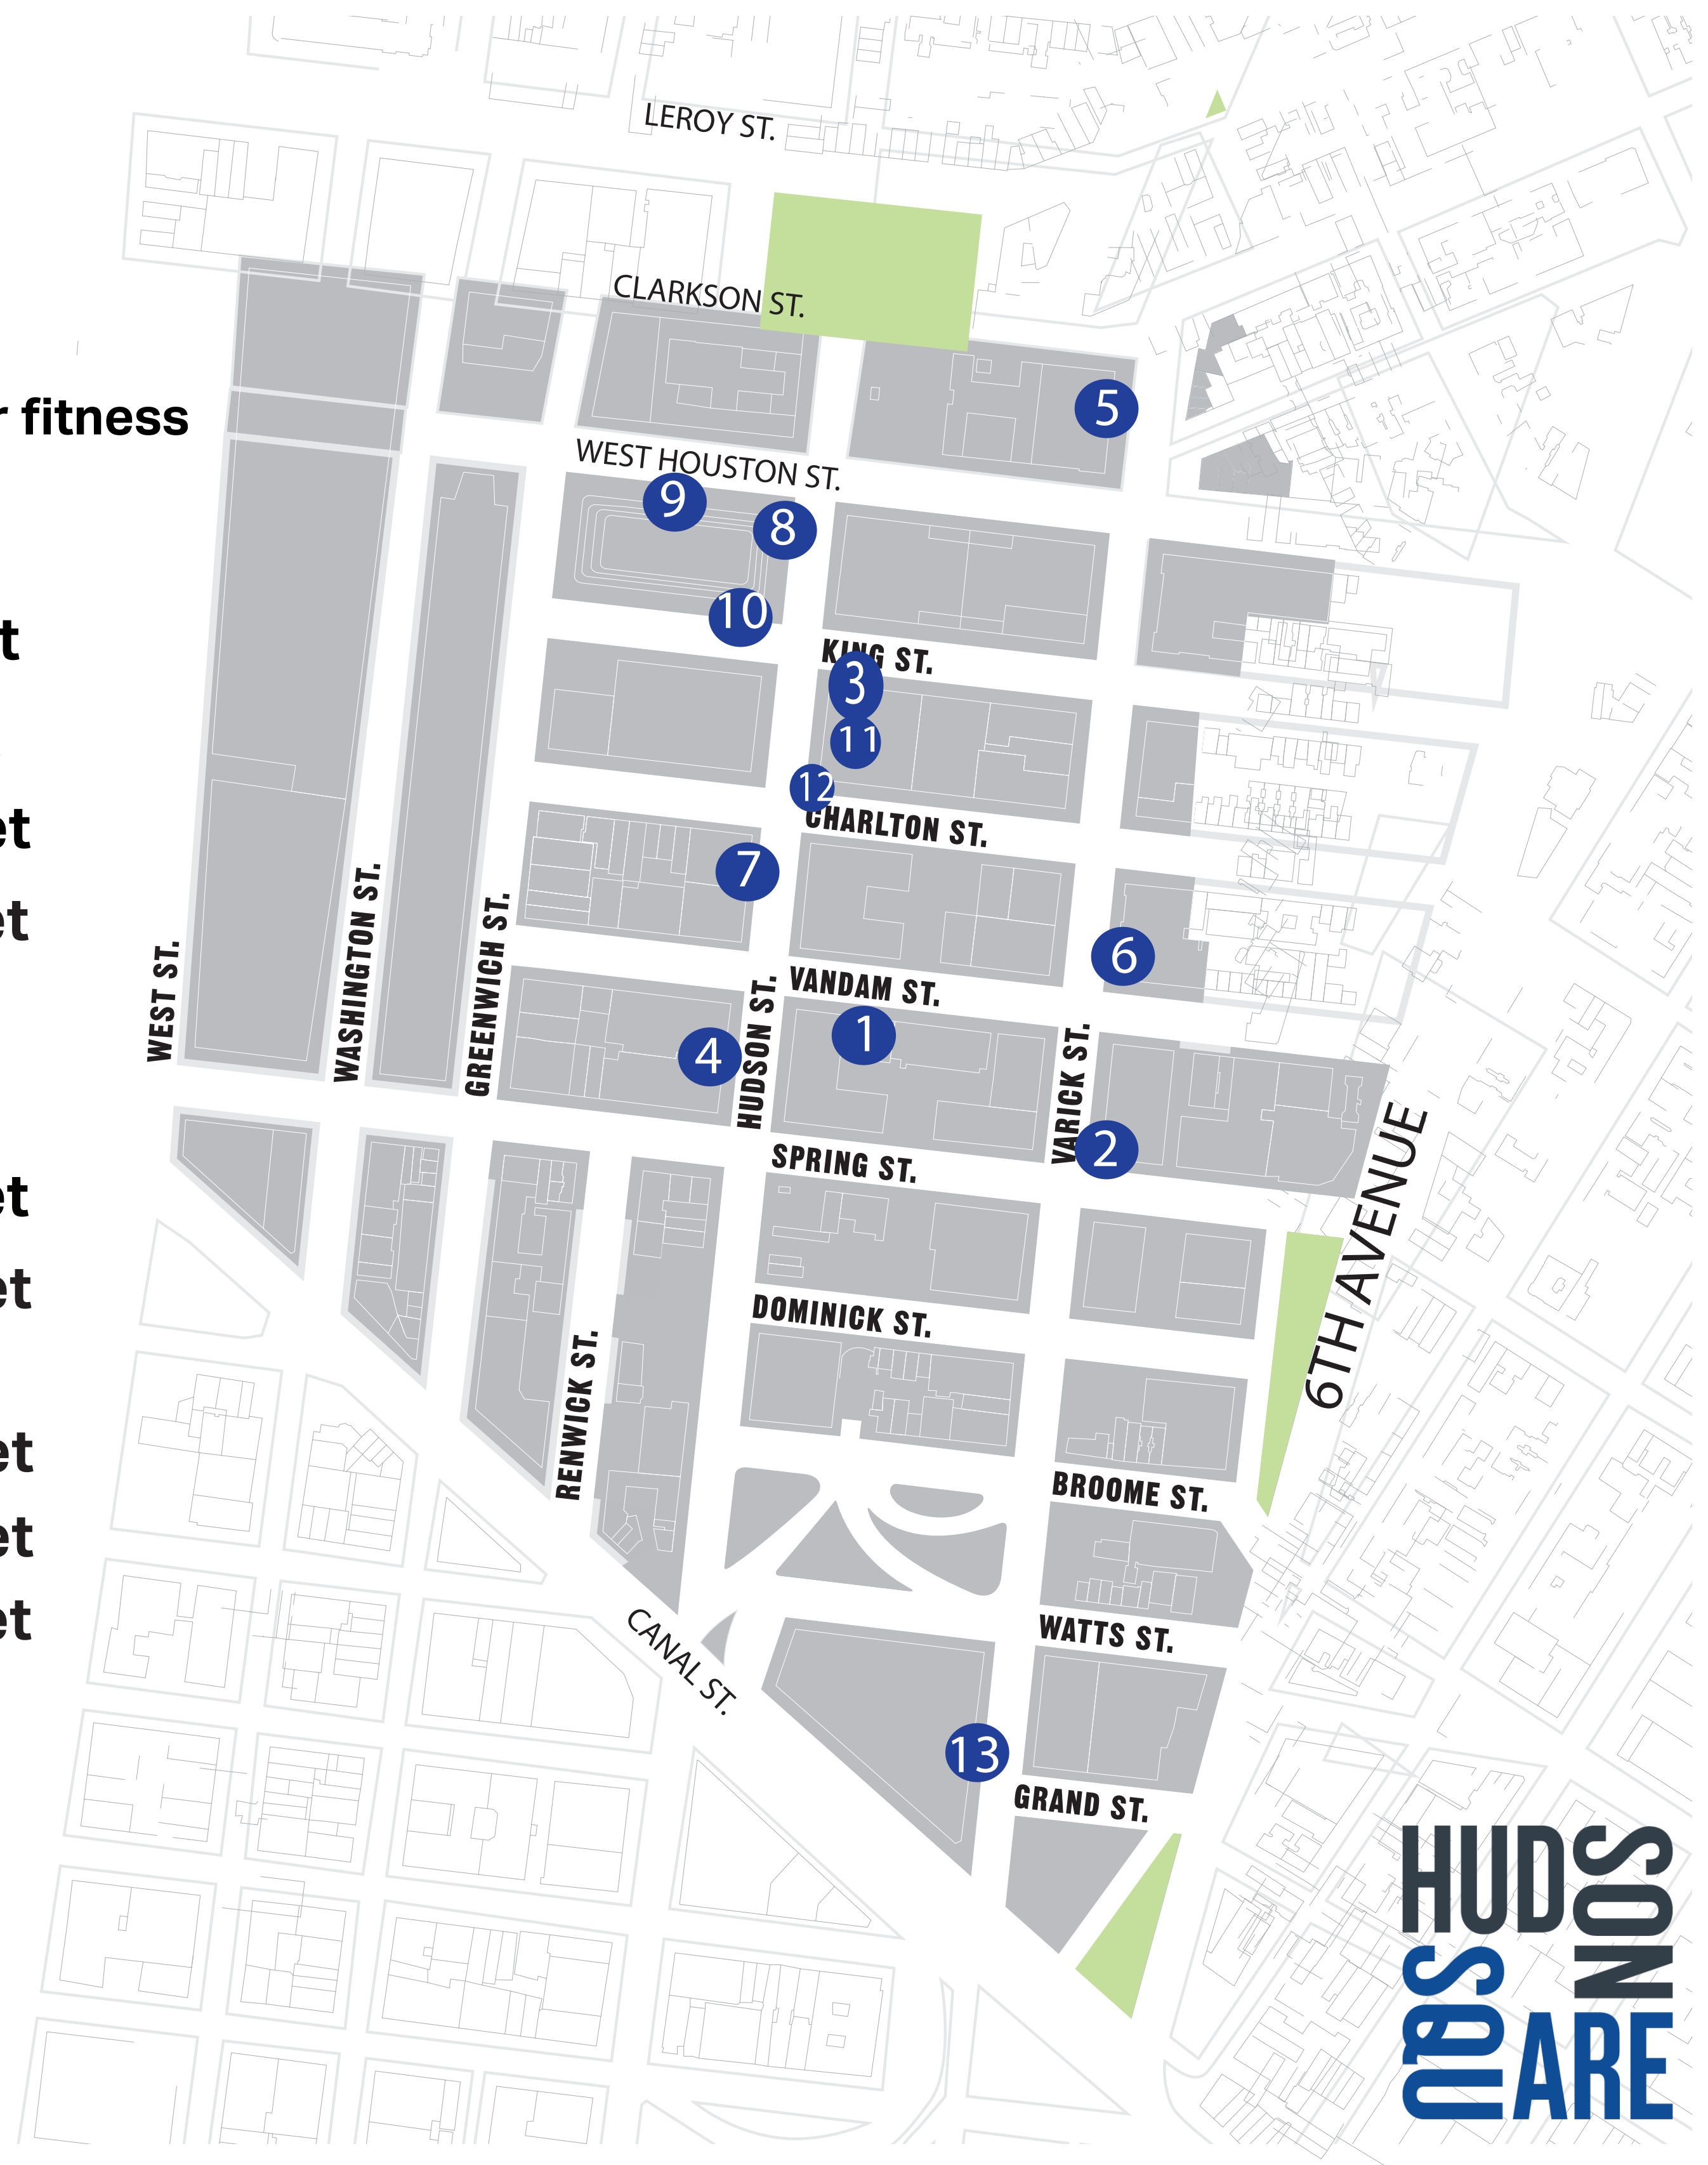 LEROY ST.
CLARKSON ST.
r fitness
5
WEST HOUSTON ST.
9
8
10
t
KING ST.
3
11
12
CHARLTON ST.
et
7
et
6
WEST ST.
WASHINGTON ST.
GREENWICH ST.
HUDSON ST.
VANDAM ST.
1
4
VARICK ST.
2
6TH AVENUE
SPRING ST.
et
et
DOMINICK ST.
RENWICK ST.
et
BROOME ST.
et
et
WATTS ST.
CANAL ST.
13
GRAND ST.
HUDSON
SQUARE